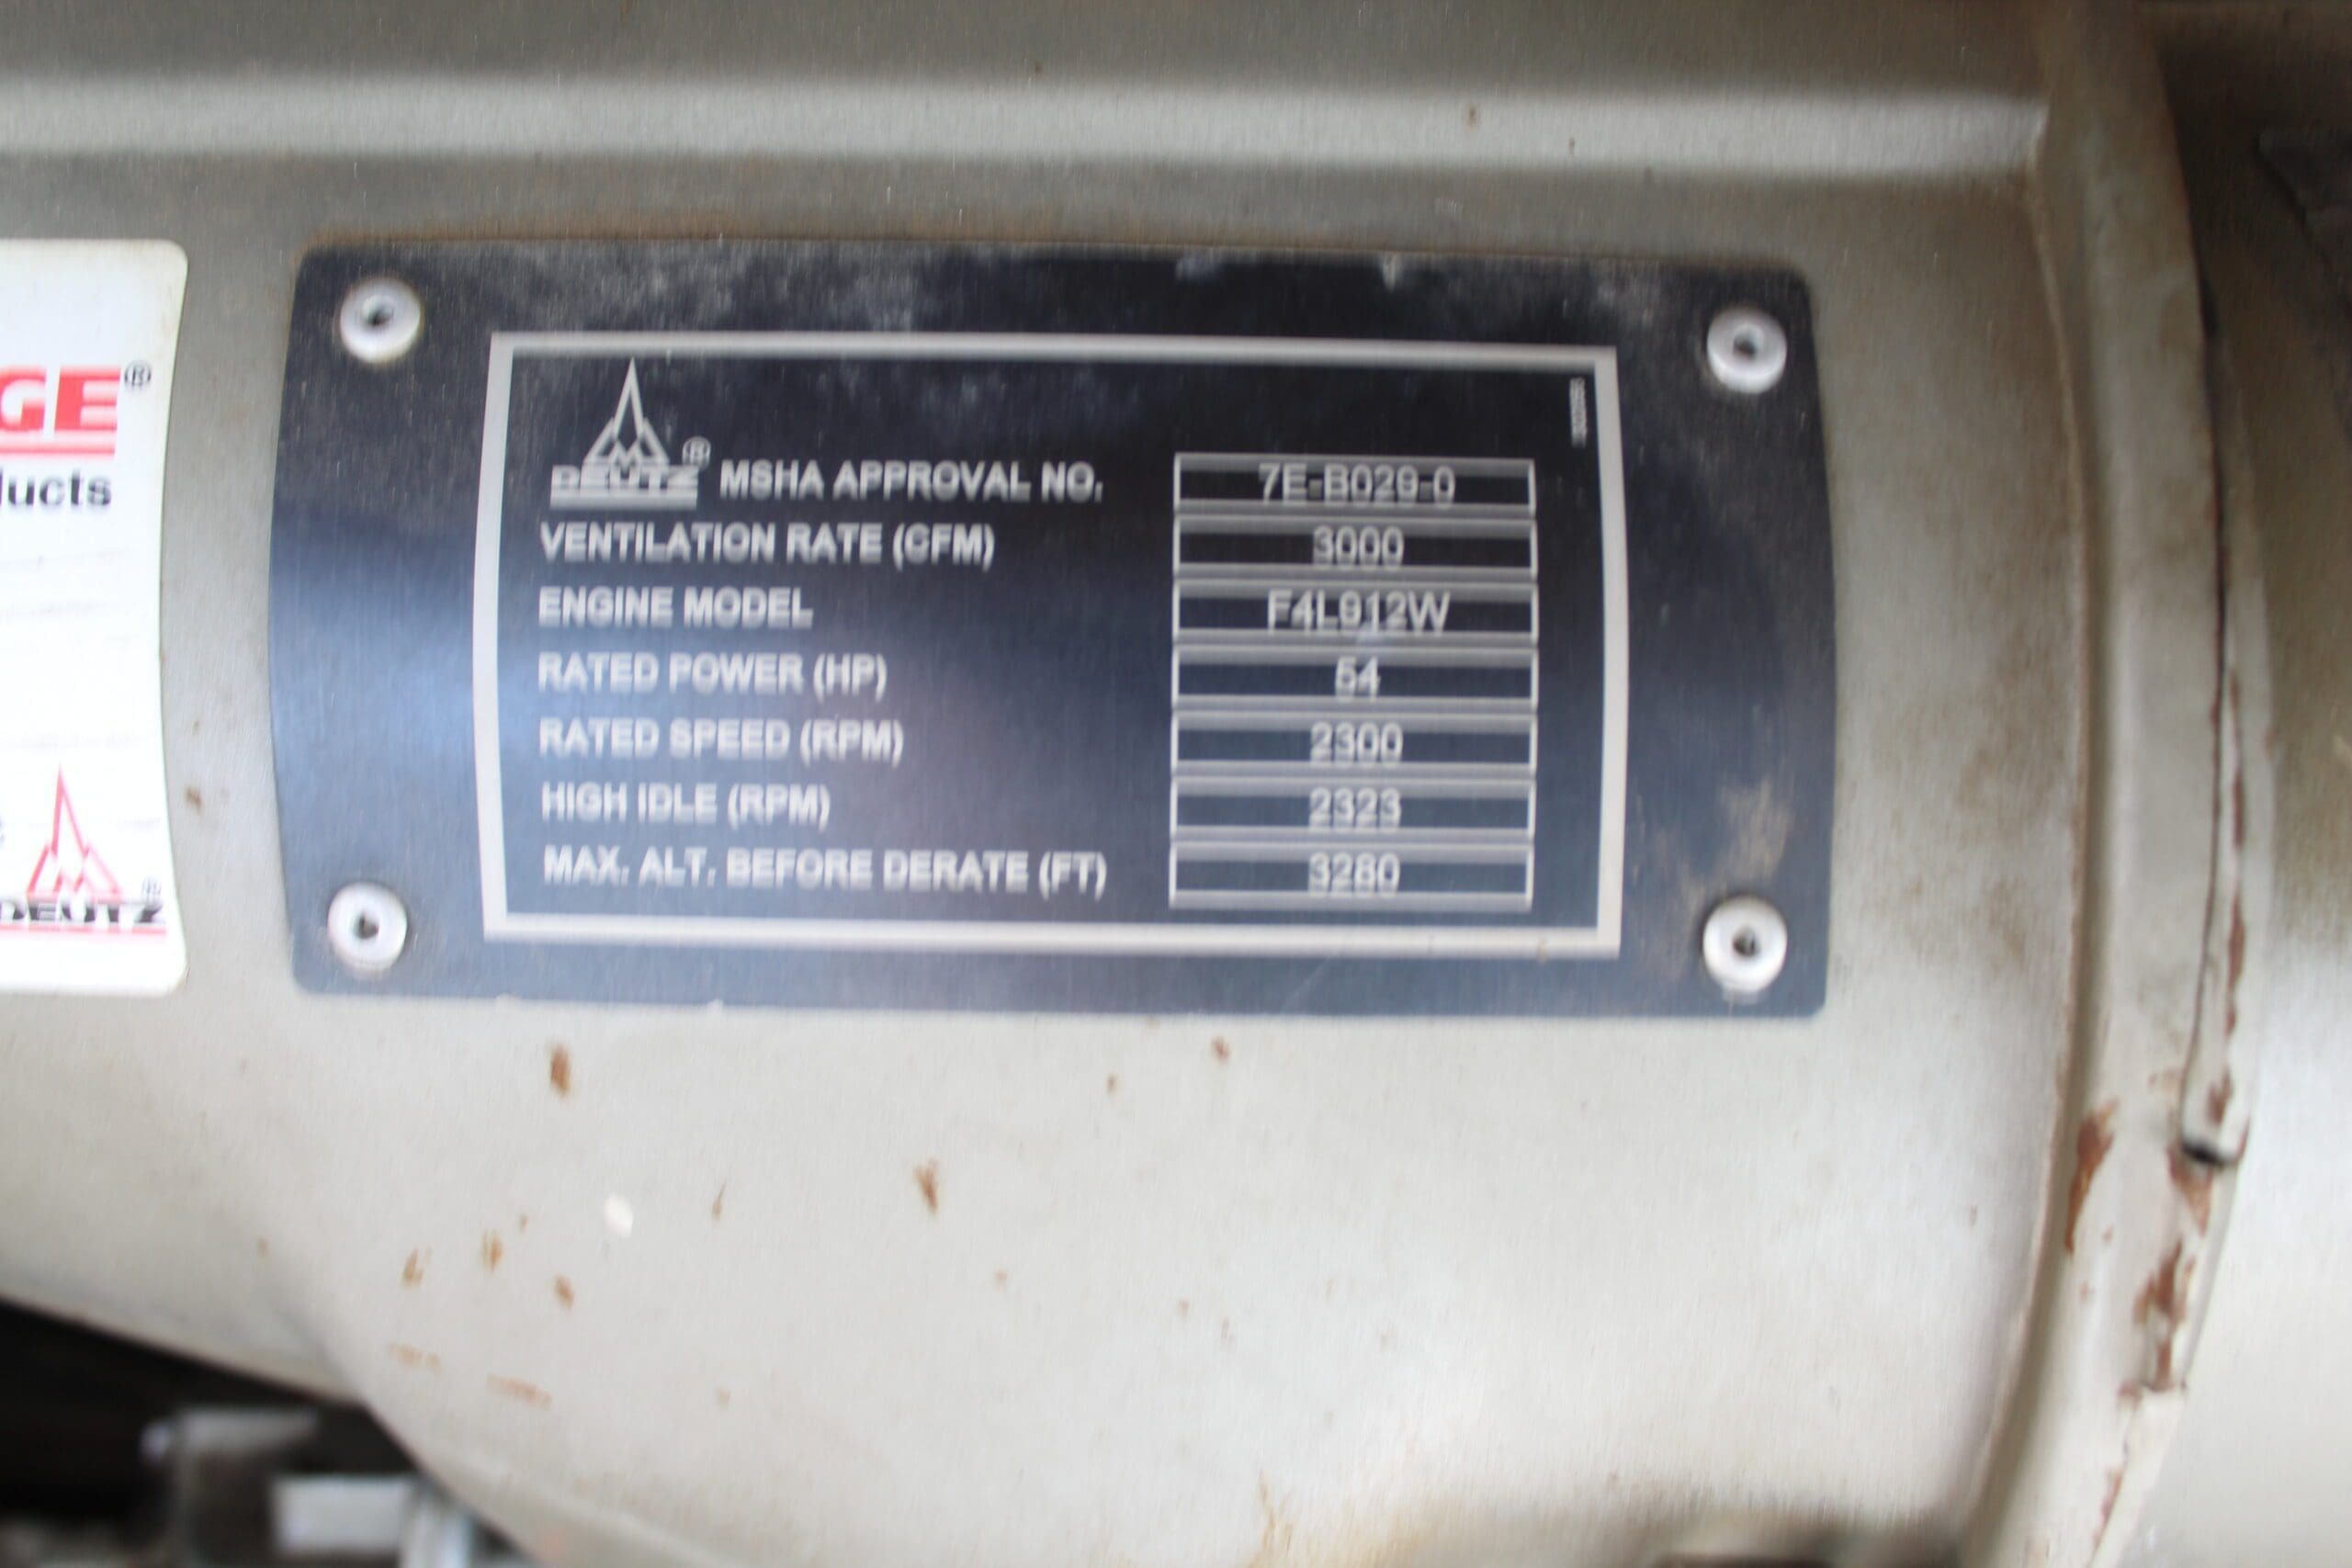 GE®
ducts
DEUTZ®
DEUTZ® MSHA APPROVAL NO. 7E-B029-0
VENTILATION RATE (CFM) 3000
ENGINE MODEL F4L912W
RATED POWER (HP) 54
RATED SPEED (RPM) 2300
HIGH IDLE (RPM) 2323
MAX. ALT. BEFORE DERATE (FT) 3280